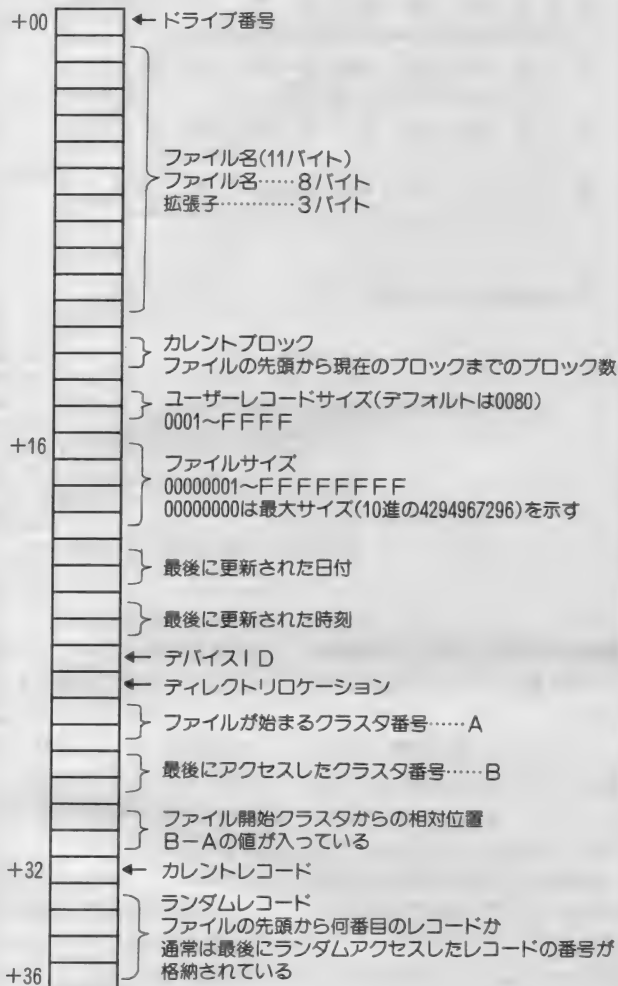 +00 ← ドライブ番号
ファイル名(11バイト)
ファイル名……8バイト
拡張子…………3バイト
カレントブロック
ファイルの先頭から現在のブロックまでのブロック数
ユーザーレコードサイズ(デフォルトは0080)
0001～FFFF
+16
ファイルサイズ
00000001～FFFFFFFF
00000000は最大サイズ(10進の4294967296)を示す
最後に更新された日付
最後に更新された時刻
← デバイスID
← ディレクトリロケーション
ファイルが始まるクラスタ番号……A
最後にアクセスしたクラスタ番号……B
ファイル開始クラスタからの相対位置
B－Aの値が入っている
+32 ← カレントレコード
ランダムレコード
ファイルの先頭から何番目のレコードか
通常は最後にランダムアクセスしたレコードの番号が
格納されている
+36